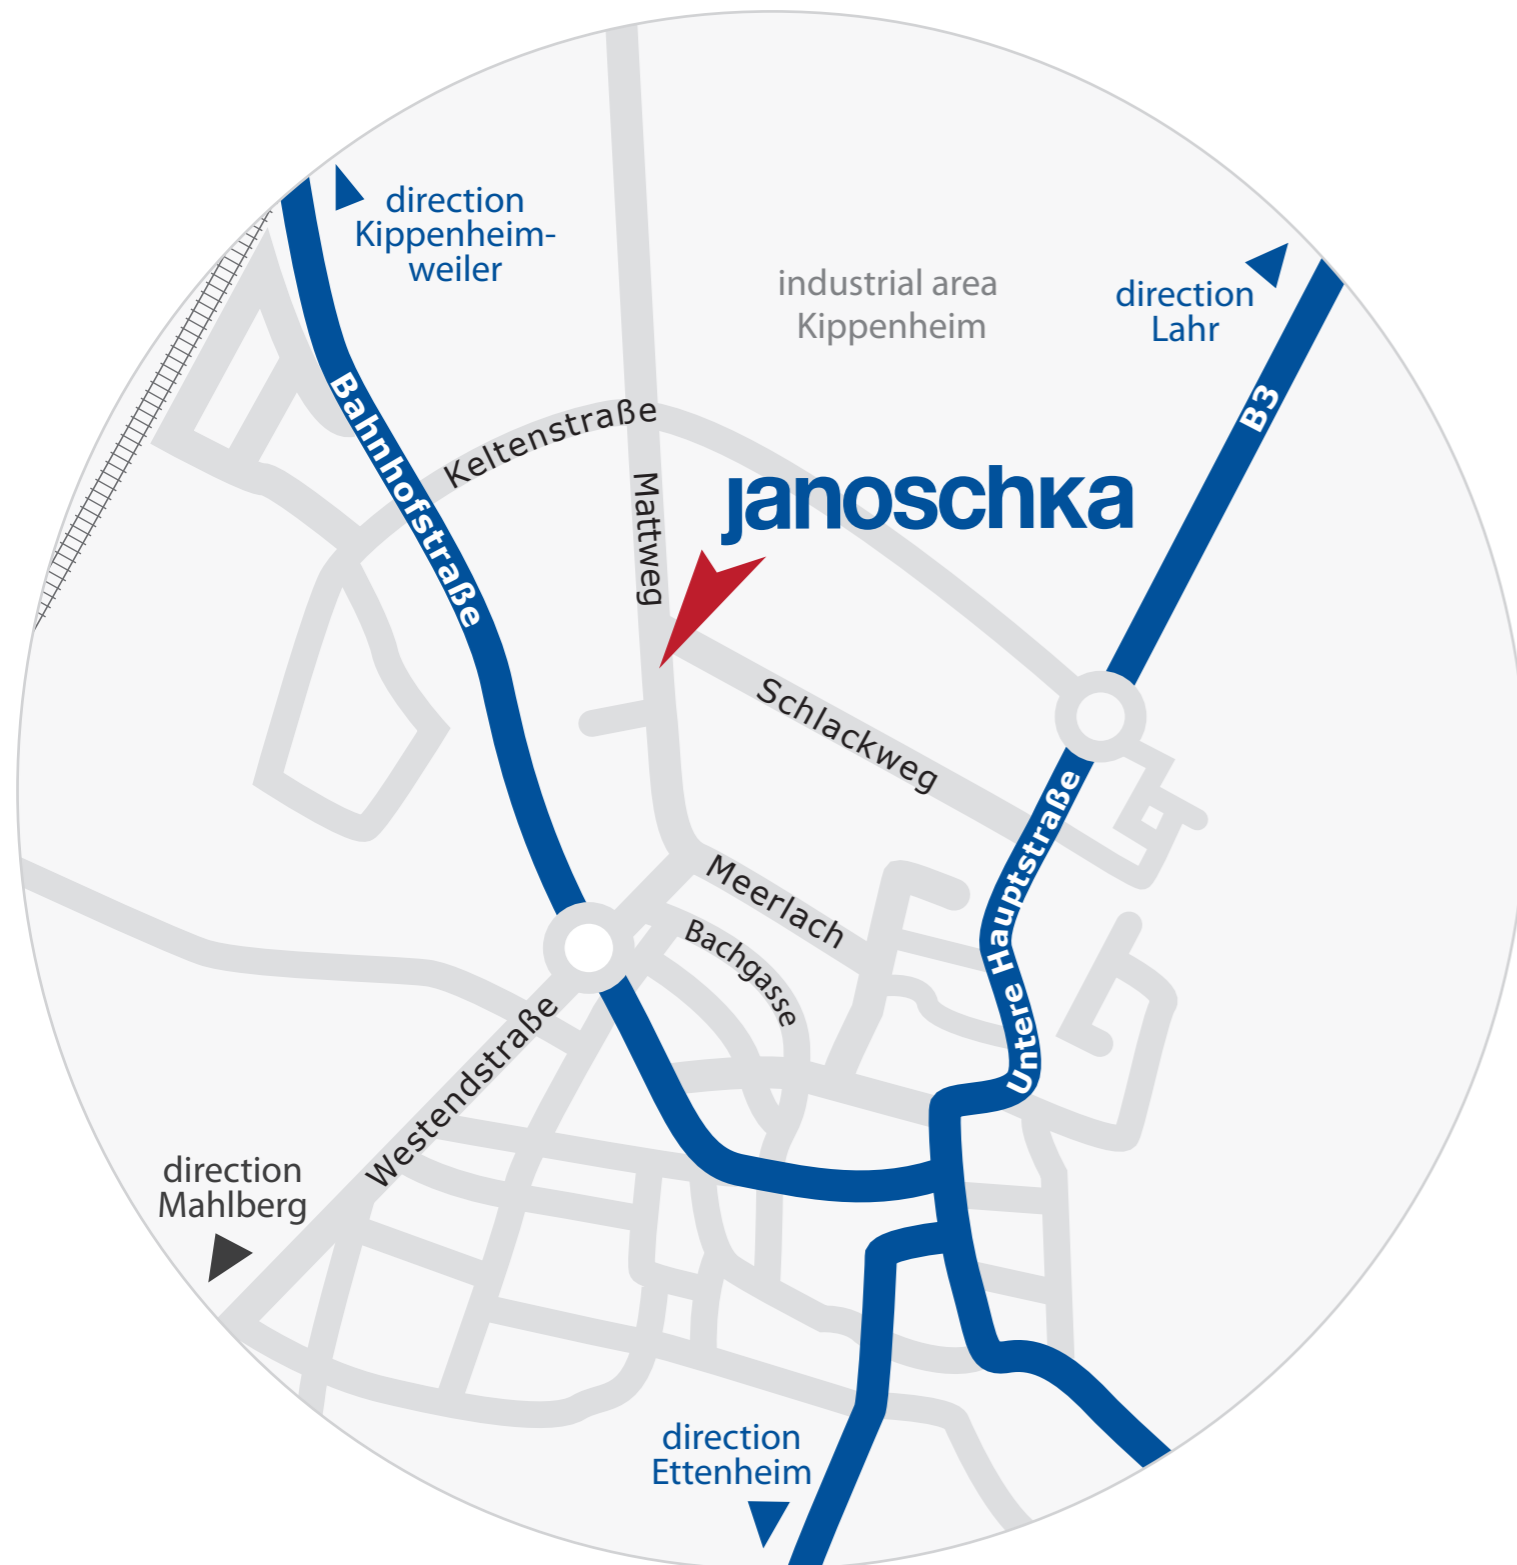 direction
Kippenheim-
weiler
industrial area
Kippenheim
direction
Lahr
B3
Bahnhofstraße
Keltenstraße
Mattweg
janoschka
Schlackweg
Untere Hauptstraße
Meerlach
Bachgasse
Westendstraße
direction
Mahlberg
direction
Ettenheim